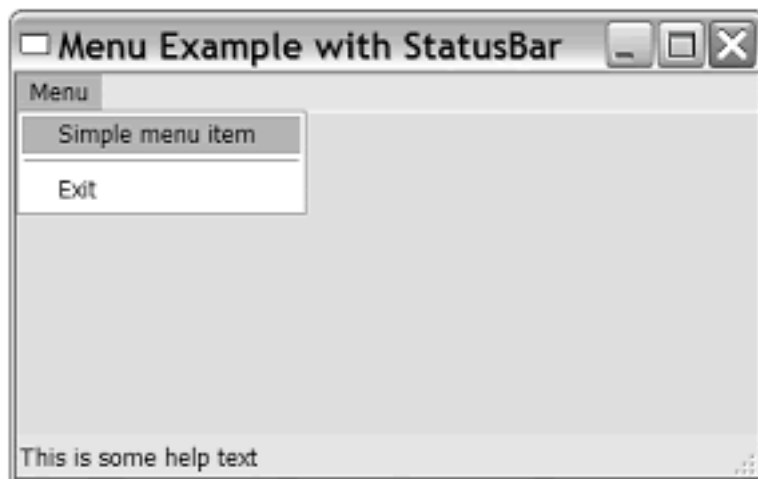 Menu Example with StatusBar
Menu
Simple menu item
Exit
This is some help text